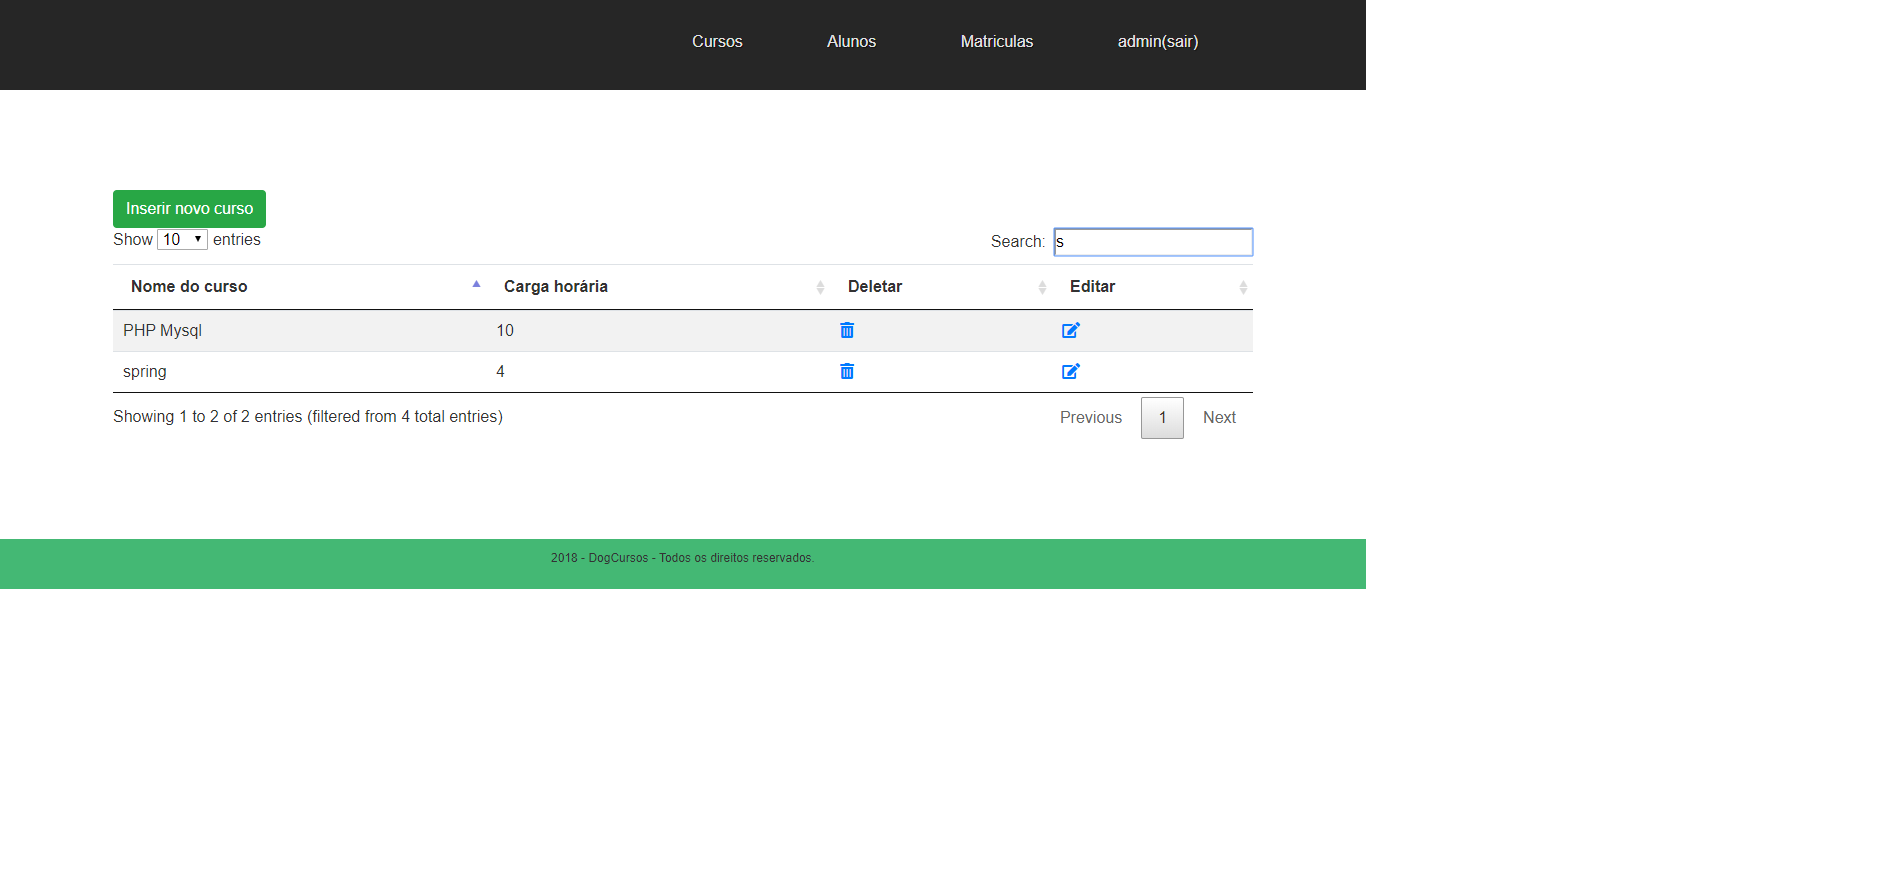 Cursos Alunos Matriculas admin(sair)
Inserir novo curso
Show 10 entries Search: s
Nome do curso Carga horária Deletar Editar
PHP Mysql 10
spring 4
Showing 1 to 2 of 2 entries (filtered from 4 total entries) Previous 1 Next
2018 - DogCursos - Todos os direitos reservados.